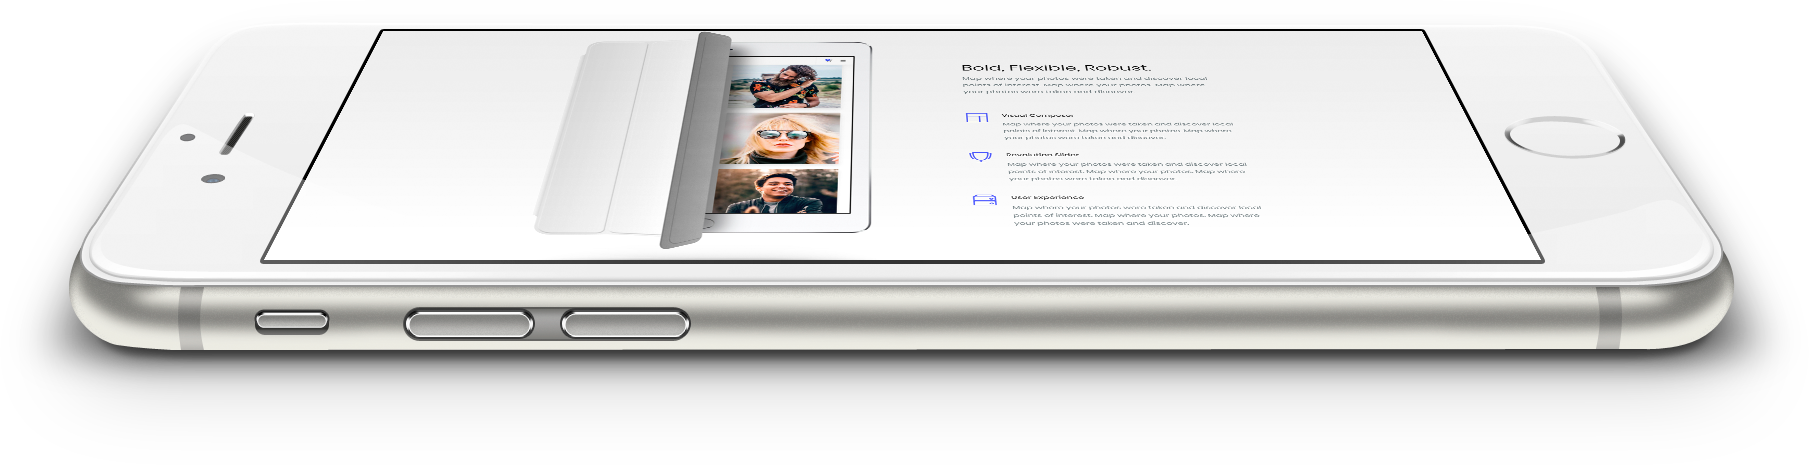 Bold. Flexible. Robust.
Map where your photos were taken and discover local
points of interest. Map where your photos. Map where
your photos were taken and discover.
Visual Composer
Map where your photos were taken and discover local
points of interest. Map where your photos. Map where
your photos were taken and discover.
Revolution Slider
Map where your photos were taken and discover local
points of interest. Map where your photos. Map where
your photos were taken and discover.
User Experience
Map where your photos were taken and discover local
points of interest. Map where your photos. Map where
your photos were taken and discover.